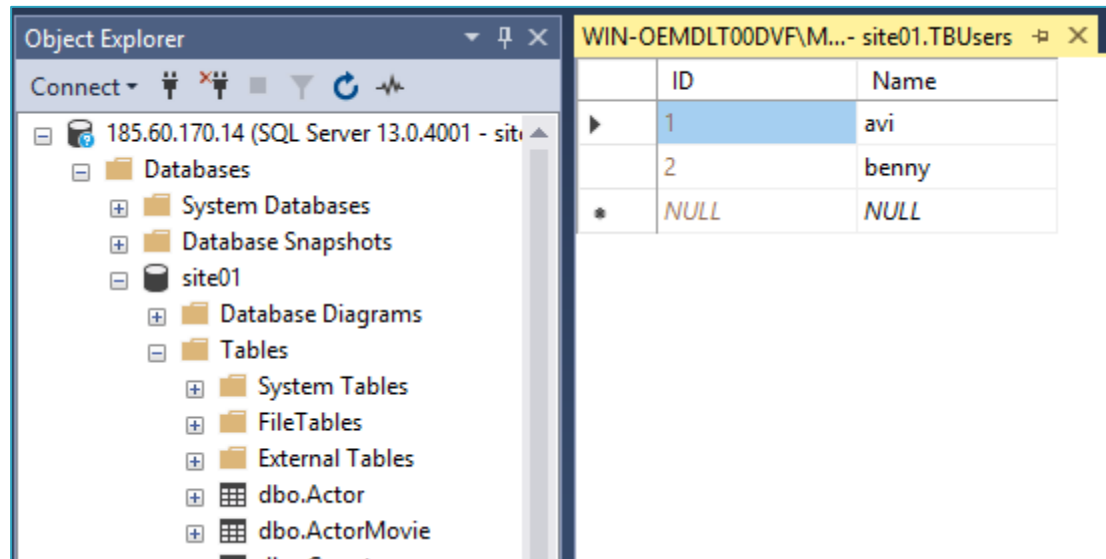 Object Explorer
Connect
185.60.170.14 (SQL Server 13.0.4001 - sit
Databases
System Databases
Database Snapshots
site01
Database Diagrams
Tables
System Tables
FileTables
External Tables
dbo.Actor
dbo.ActorMovie
WIN-OEMDLT00DVF\M...- site01.TBUsers
ID Name
1 avi
2 benny
NULL NULL